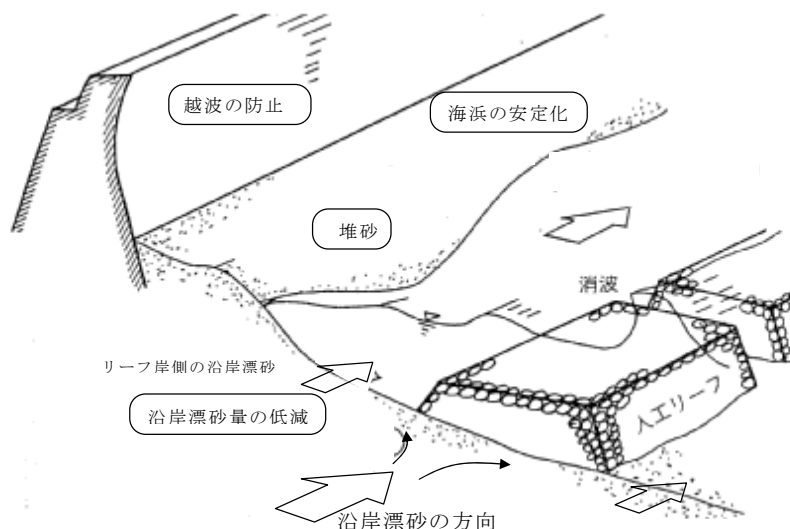 越波の防止
海浜の安定化
堆砂
消波
リーフ岸側の沿岸漂砂
沿岸漂砂量の低減
人工リーフ
沿岸漂砂の方向